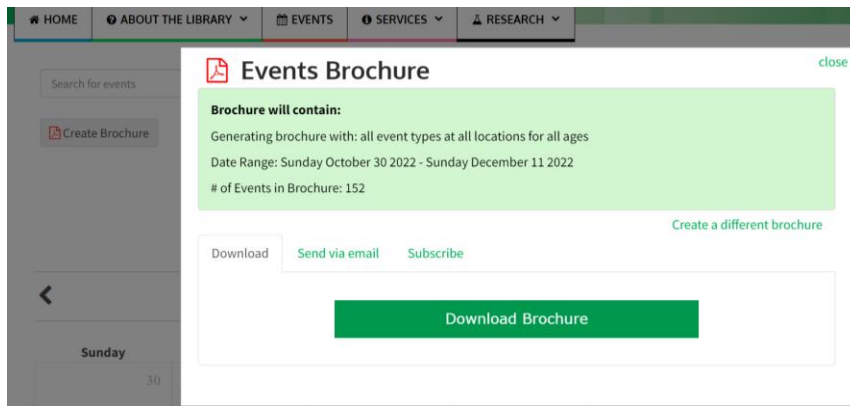 HOME ABOUT THE LIBRARY EVENTS SERVICES RESEARCH
Search for events
Create Brochure
Sunday
30
Events Brochure
close
Brochure will contain:
Generating brochure with: all event types at all locations for all ages
Date Range: Sunday October 30 2022 - Sunday December 11 2022
# of Events in Brochure: 152
Create a different brochure
Download Send via email Subscribe
Download Brochure